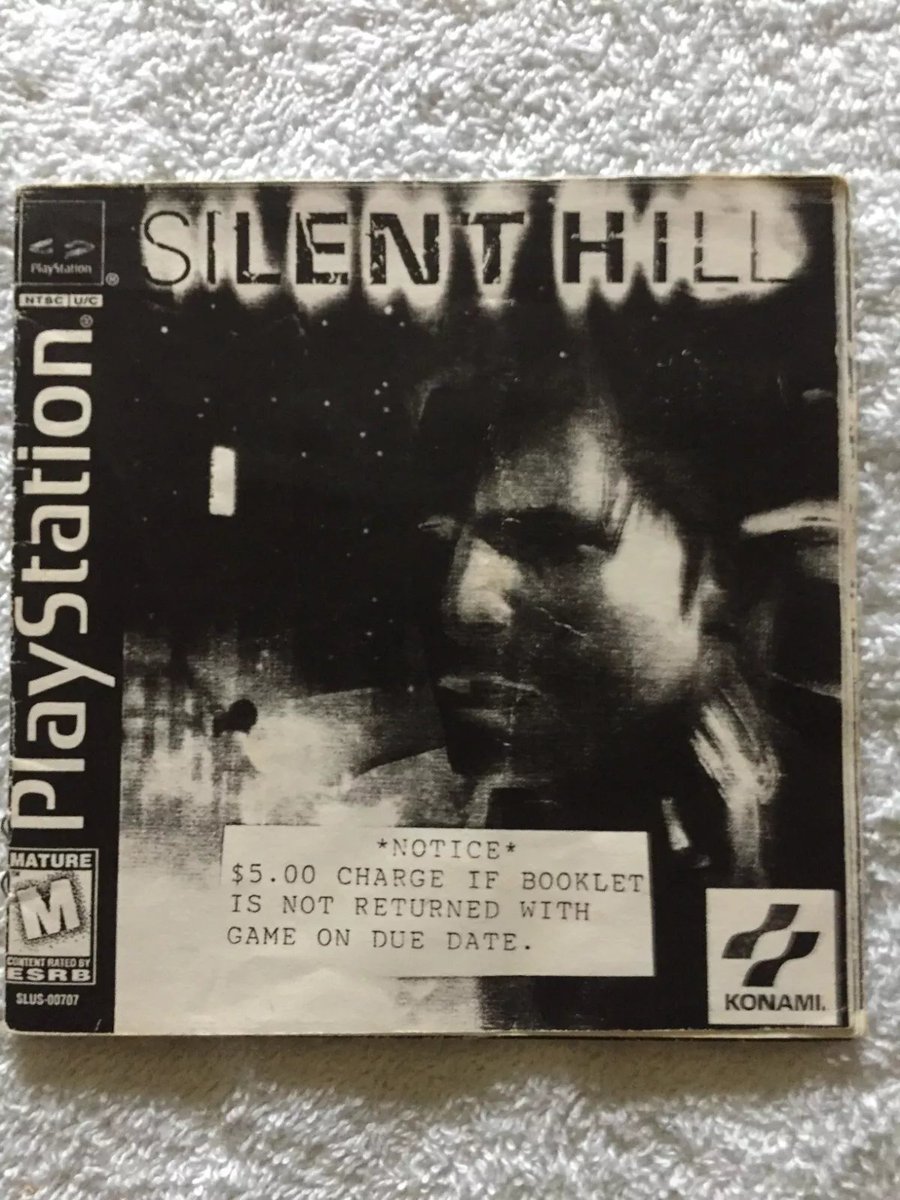 SILENT HILL
PlayStation
®
NTSC U/C
PlayStation®
*NOTICE*
$5.00 CHARGE IF BOOKLET
IS NOT RETURNED WITH
GAME ON DUE DATE.
MATURE
M
CONTENT RATED BY
ESRB
SLUS-00707
KONAMI.